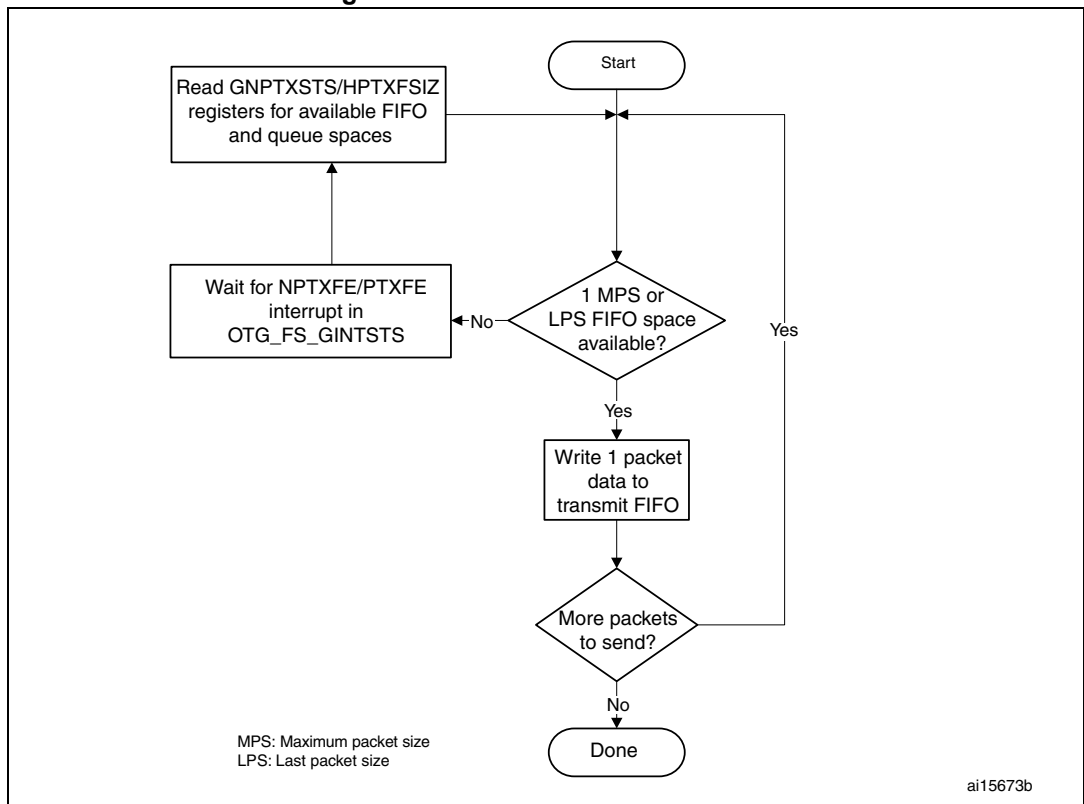 Start
Read GNPTXSTS/HPTXFSIZ
registers for available FIFO
and queue spaces
Wait for NPTXFE/PTXFE
interrupt in
OTG_FS_GINTSTS
No
1 MPS or
LPS FIFO space
available?
Yes
Yes
Write 1 packet
data to
transmit FIFO
More packets
to send?
No
Done
MPS: Maximum packet size
LPS: Last packet size
ai15673b